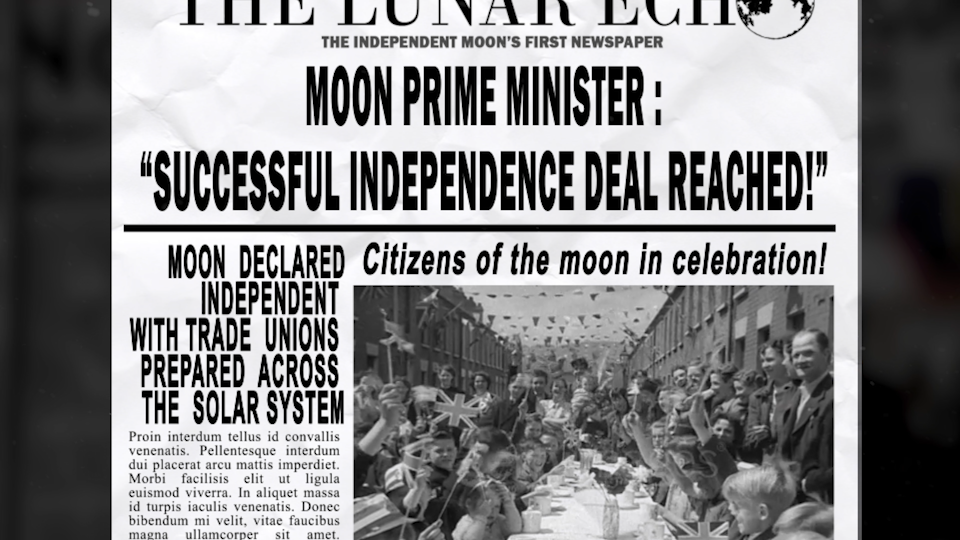 THE LUNAR ECHO
THE INDEPENDENT MOON'S FIRST NEWSPAPER
MOON PRIME MINISTER :
“SUCCESSFUL INDEPENDENCE DEAL REACHED!”
MOON DECLARED
INDEPENDENT
WITH TRADE UNIONS
PREPARED ACROSS
THE SOLAR SYSTEM
Citizens of the moon in celebration!
Proin interdum tellus id convallis
venenatis. Pellentesque interdum
dui placerat arcu mattis imperdiet.
Morbi facilisis elit ut ligula
euismod viverra. In aliquet massa
id turpis iaculis venenatis. Donec
bibendum mi velit, vitae faucibus
magna ullamcorper sit amet.